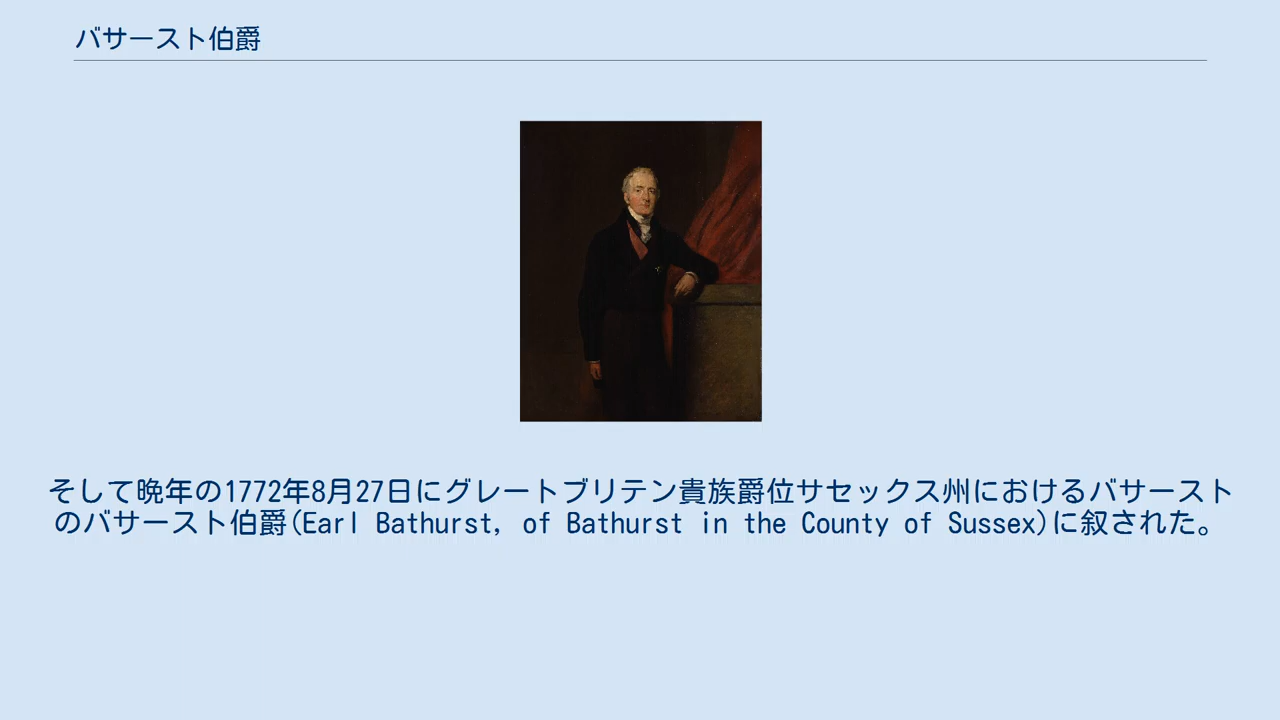 バサースト伯爵
そして晩年の1772年8月27日にグレートブリテン貴族爵位サセックス州におけるバサースト
のバサースト伯爵(Earl Bathurst, of Bathurst in the County of Sussex)に叙された。